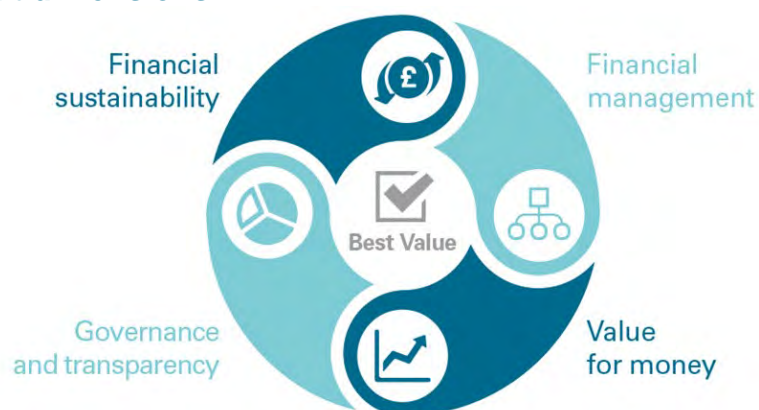 Financial
sustainability
Financial
management
£
Best Value
Governance
and transparency
Value
for money